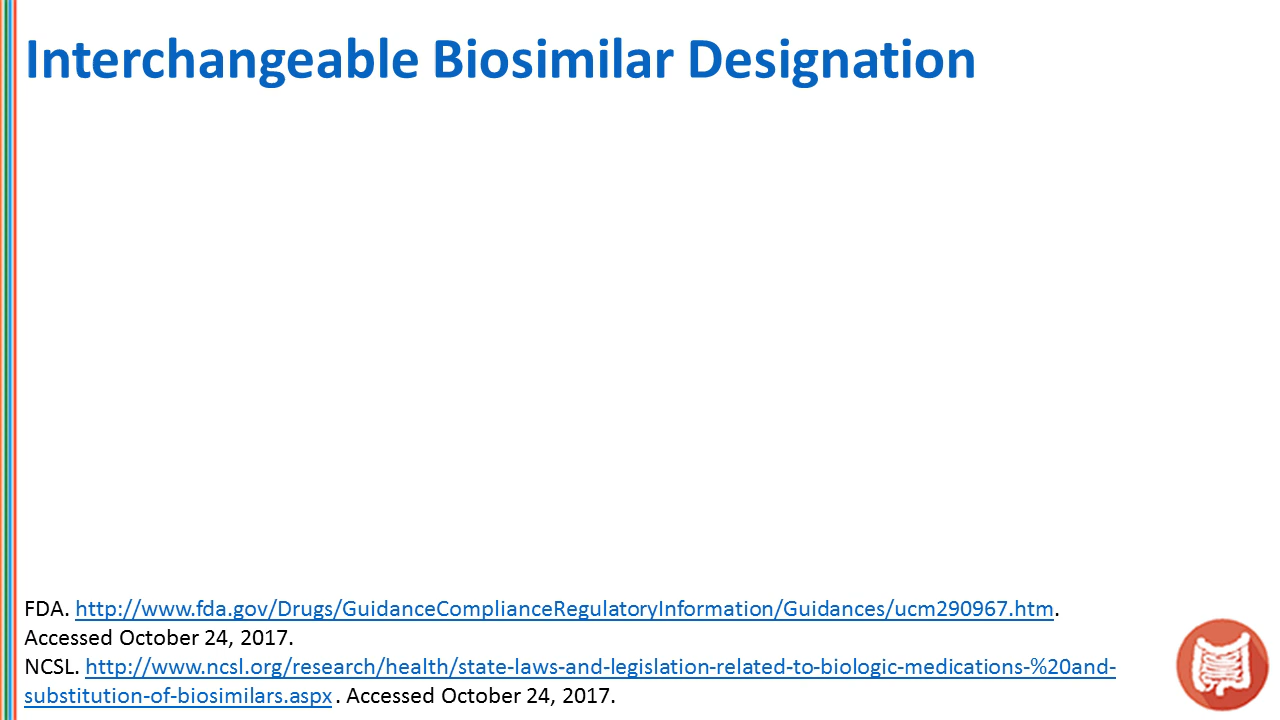 Interchangeable Biosimilar Designation
FDA. http://www.fda.gov/Drugs/GuidanceComplianceRegulatoryInformation/Guidances/ucm290967.htm.
Accessed October 24, 2017.
NCSL. http://www.ncsl.org/research/health/state-laws-and-legislation-related-to-biologic-medications-%20and-
substitution-of-biosimilars.aspx . Accessed October 24, 2017.